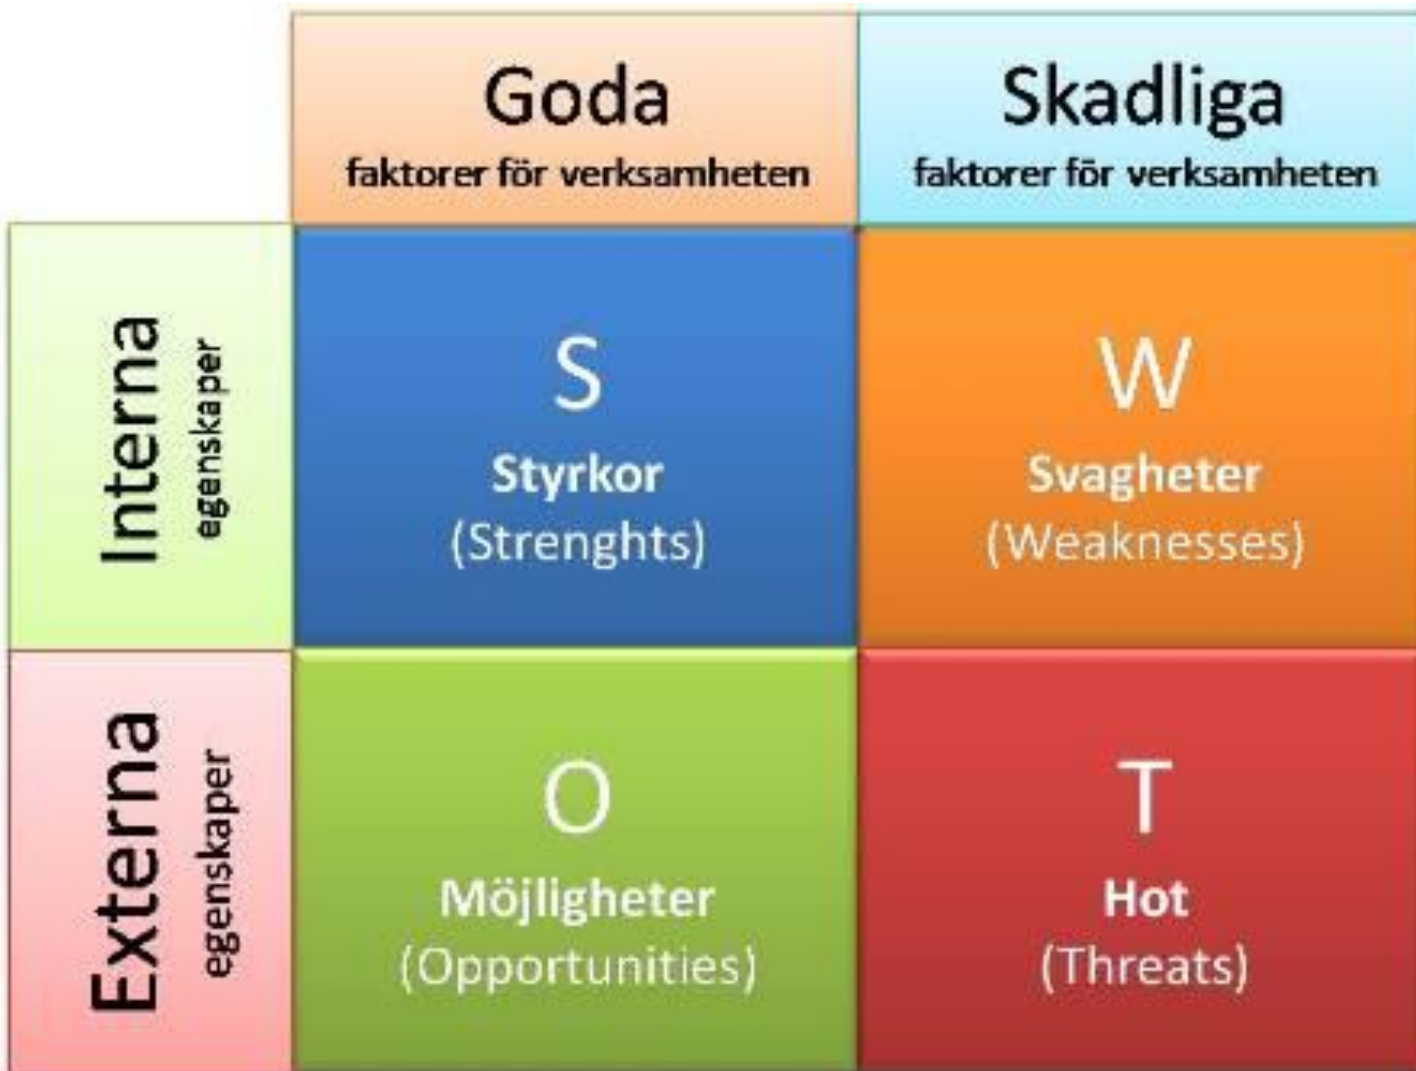 Goda
faktorer för verksamheten
Skadliga
faktorer för verksamheten
Interna
egenskaper
S
Styrkor
(Strenghts)
W
Svagheter
(Weaknesses)
Externa
egenskaper
O
Möjligheter
(Opportunities)
T
Hot
(Threats)